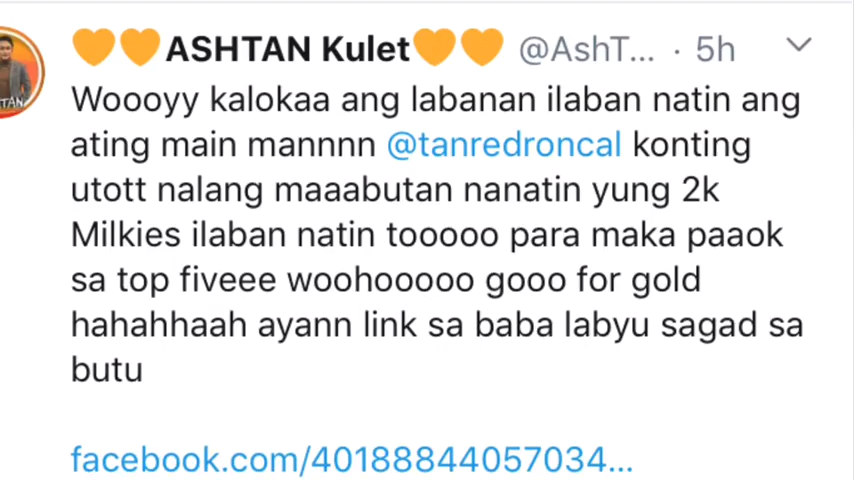 🧡🧡ASHTAN Kulet🧡🧡 @AshT... · 5h
Woooyy kalokaa ang labanan ilaban natin ang
ating main mannnn @tanredroncal konting
utott nalang maaabutan nanatin yung 2k
Milkies ilaban natin tooooo para maka paaok
sa top fiveee woohooooo gooo for gold
hahahhaah ayann link sa baba labyu sagad sa
butu
facebook.com/40188844057034...